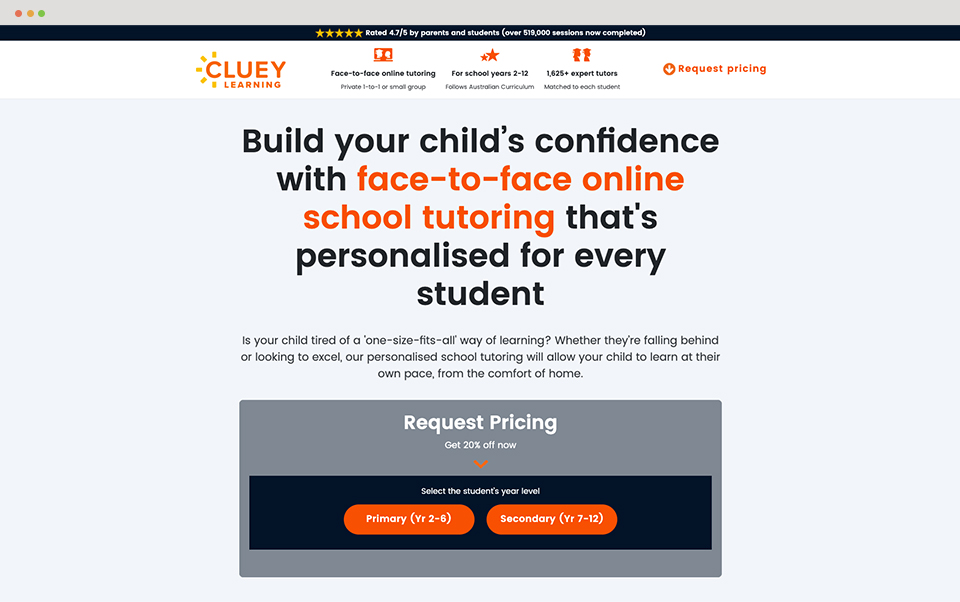 Rated 4.7/5 by parents and students (over 519,000 sessions now completed)
CLUEY
LEARNING
Face-to-face online tutoring
Private 1-to-1 or small group
For school years 2-12
Follows Australian Curriculum
1,625+ expert tutors
Matched to each student
Request pricing
Build your child’s confidence
with face-to-face online
school tutoring that's
personalised for every
student
Is your child tired of a 'one-size-fits-all' way of learning? Whether they're falling behind
or looking to excel, our personalised school tutoring will allow your child to learn at their
own pace, from the comfort of home.
Request Pricing
Get 20% off now
Select the student's year level
Primary (Yr 2-6)
Secondary (Yr 7-12)